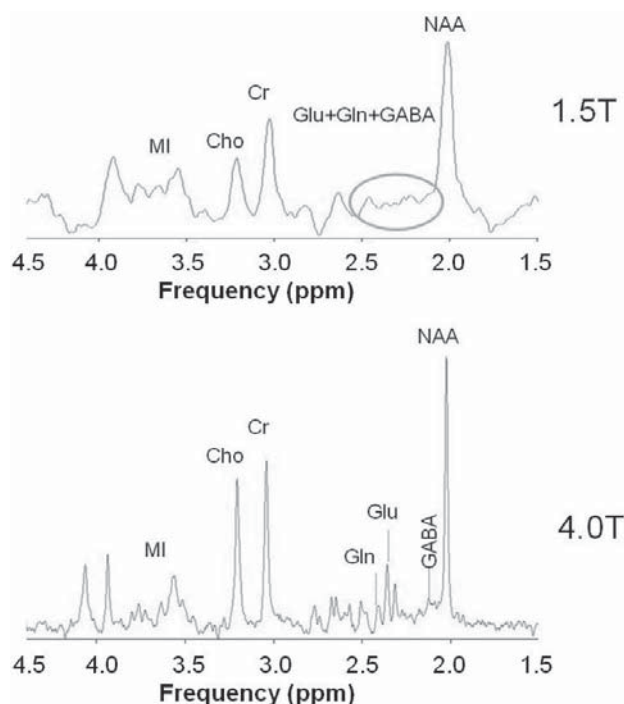 NAA
1.5T
Cr
Glu+Gln+GABA
MI
Cho
4.5 4.0 3.5 3.0 2.5 2.0 1.5
Frequency (ppm)
NAA
4.0T
Cr
Cho
Glu
MI
Gln
GABA
4.5 4.0 3.5 3.0 2.5 2.0 1.5
Frequency (ppm)